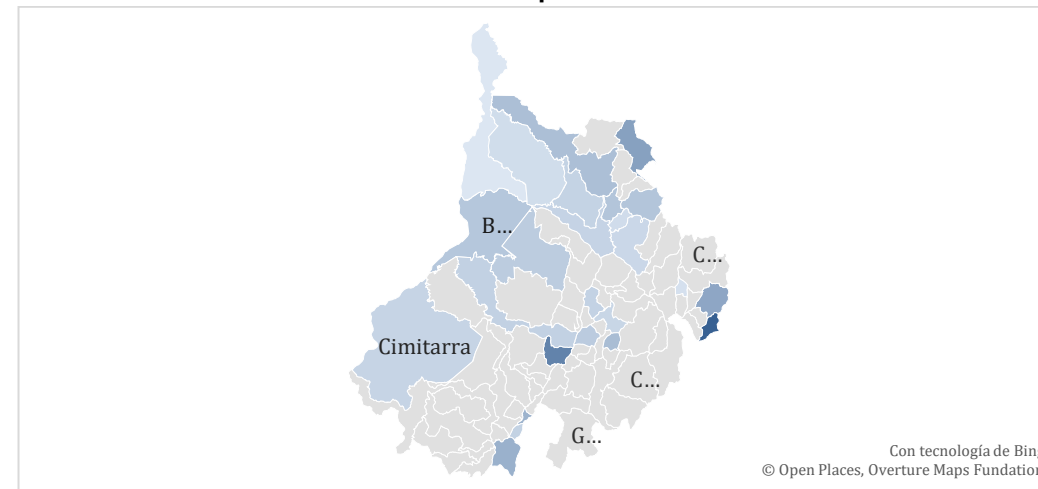 B...
C...
Cimitarra
C...
G...
Con tecnología de Bing
© Open Places, Overture Maps Fundation